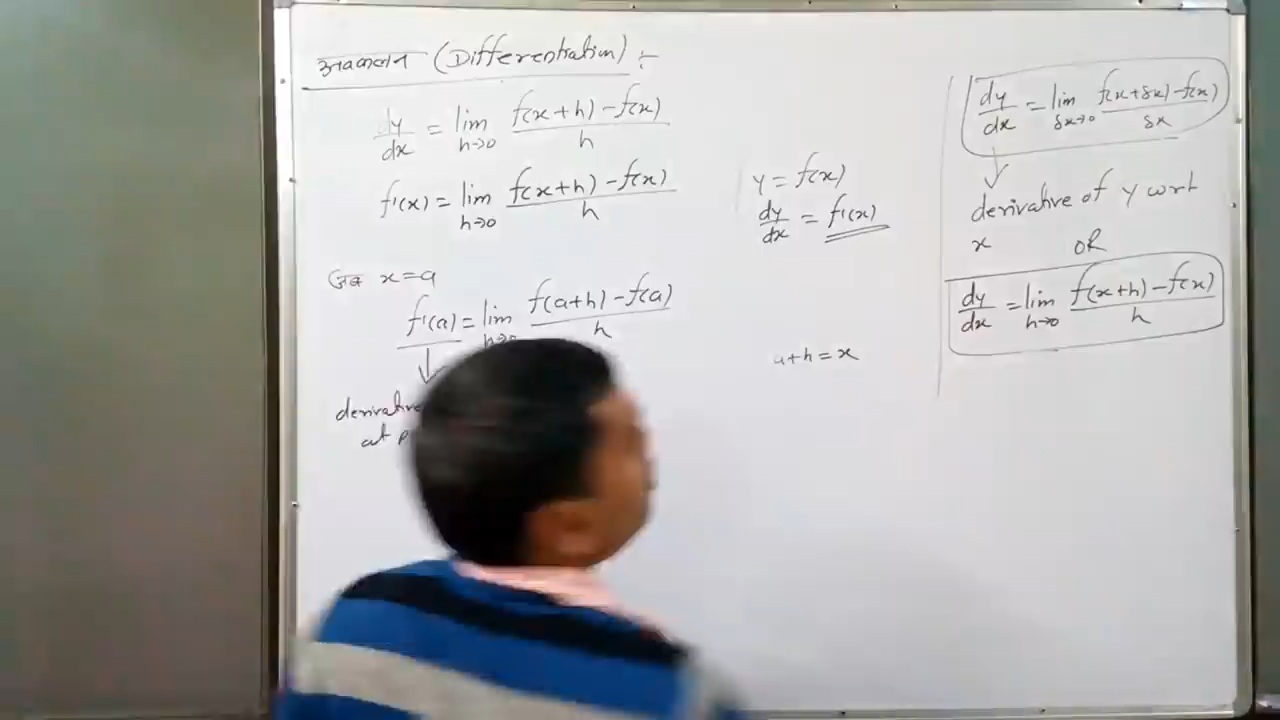 अवकलन (Differentiation) :-
dy/dx = lim h→0 f(x+h)-f(x)/h
f'(x) = lim h→0 f(x+h)-f(x)/h
जब x=a
f'(a) = lim h→0 f(a+h)-f(a)/h
derivative
at
y = f(x)
dy/dx = f'(x)
a+h = x
dy/dx = lim δx→0 f(x+δx)-f(x)/δx
derivative of y wrt
x OR
dy/dx = lim h→0 f(x+h)-f(x)/h